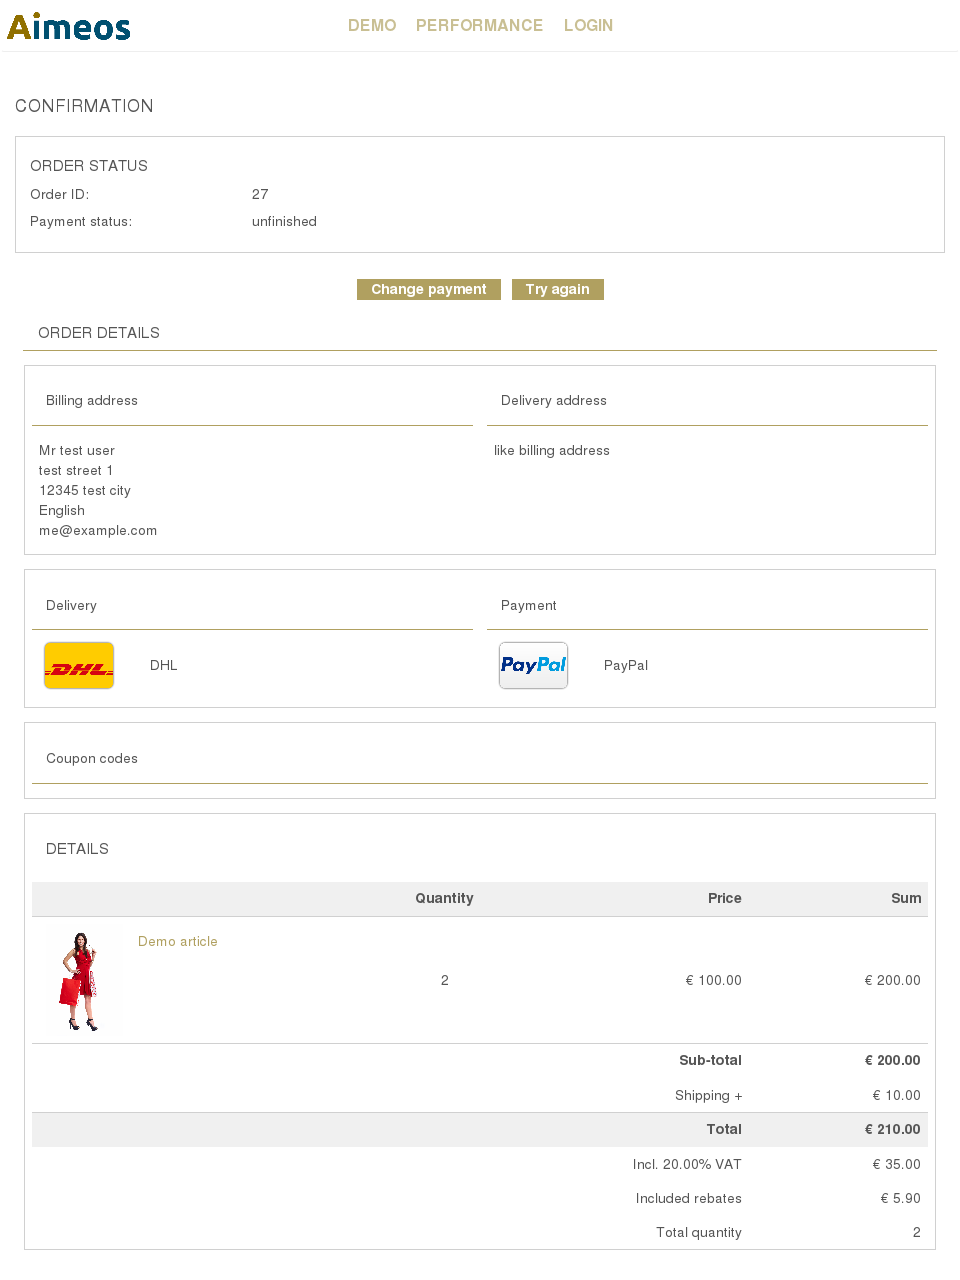 Aimeos
DEMO PERFORMANCE LOGIN
CONFIRMATION
ORDER STATUS
Order ID: 27
Payment status: unfinished
Change payment Try again
ORDER DETAILS
Billing address
Mr test user
test street 1
12345 test city
English
me@example.com
Delivery address
like billing address
Delivery
DHL DHL
Payment
PayPal PayPal
Coupon codes
DETAILS
Quantity Price Sum
Demo article
2 € 100.00 € 200.00
Sub-total € 200.00
Shipping + € 10.00
Total € 210.00
Incl. 20.00% VAT € 35.00
Included rebates € 5.90
Total quantity 2